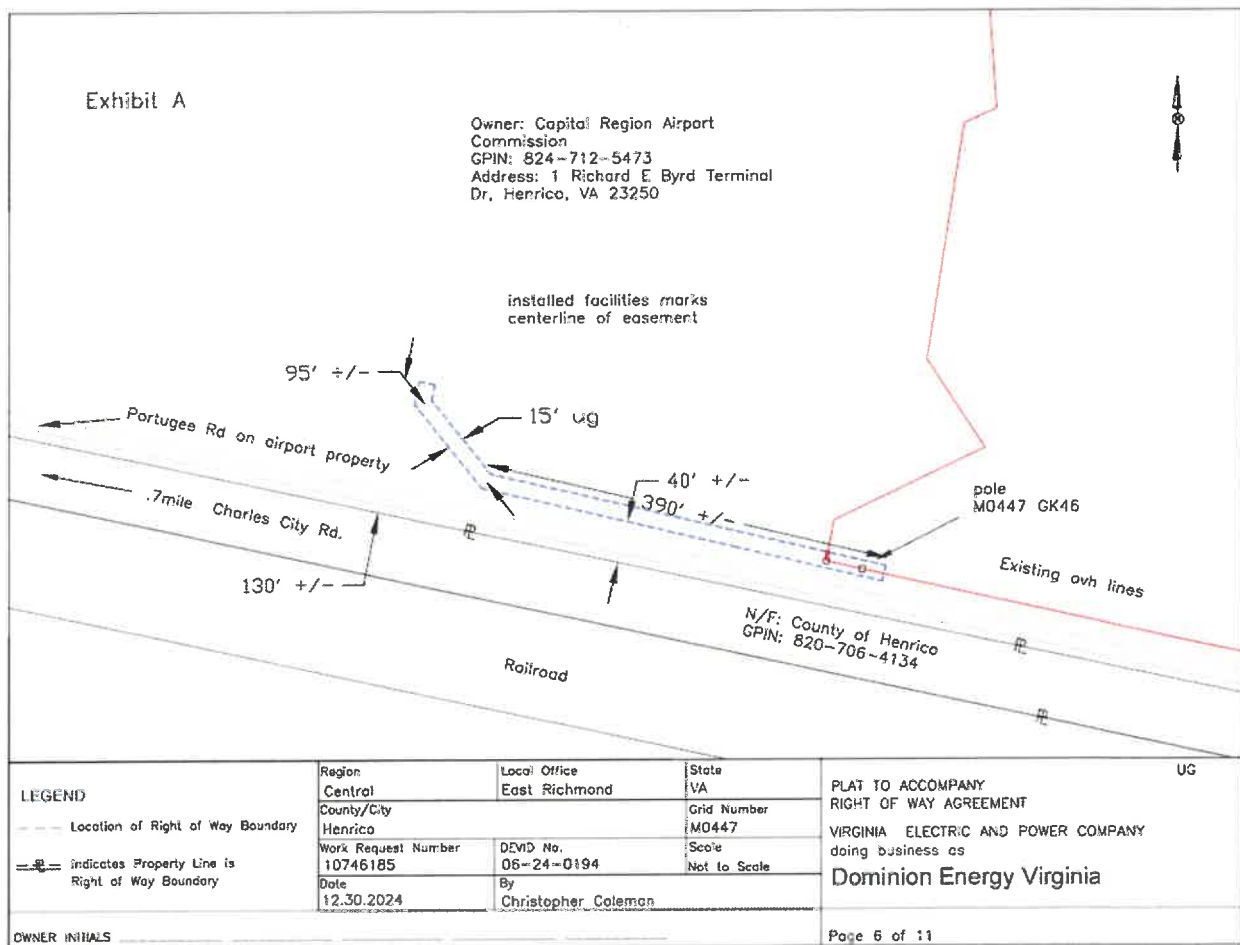 Exhibit A
Owner: Capital Region Airport
Commission
GPIN: 824-712-5473
Address: 1 Richard E Byrd Terminal
Dr, Henrico, VA 23250
installed facilities marks
centerline of easement
95' +/-
15' ug
Portugee Rd on airport property
40' +/-
390' +/-
pole
M0447 GK46
.7mile Charles City Rd.
130' +/-
Existing ovh lines
N/F: County of Henrico
GPIN: 820-706-4134
Railroad
LEGEND
Location of Right of Way Boundary
Indicates Property Line is
Right of Way Boundary
Region
Central
Local Office
East Richmond
State
VA
County/City
Henrico
Grid Number
M0447
Work Request Number
10746185
DEVID No.
06-24-0194
Scale
Not to Scale
Date
12.30.2024
By
Christopher Coleman
UG
PLAT TO ACCOMPANY
RIGHT OF WAY AGREEMENT
VIRGINIA ELECTRIC AND POWER COMPANY
doing business as
Dominion Energy Virginia
OWNER INITIALS
Page 6 of 11